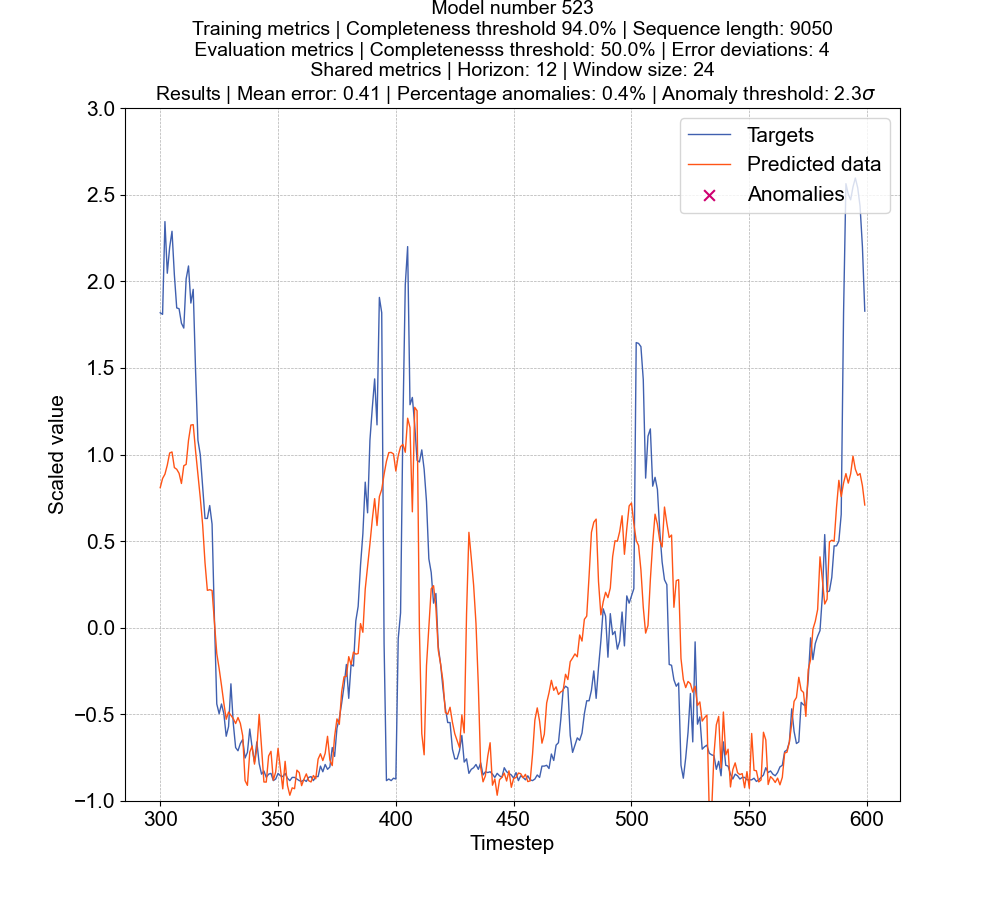 Model number 523
Training metrics | Completeness threshold 94.0% | Sequence length: 9050
Evaluation metrics | Completenesss threshold: 50.0% | Error deviations: 4
Shared metrics | Horizon: 12 | Window size: 24
Results | Mean error: 0.41 | Percentage anomalies: 0.4% | Anomaly threshold: 2.3σ
Targets
Predicted data
Anomalies
3.0
2.5
2.0
1.5
1.0
0.5
0.0
−0.5
−1.0
Scaled value
300
350
400
450
500
550
600
Timestep